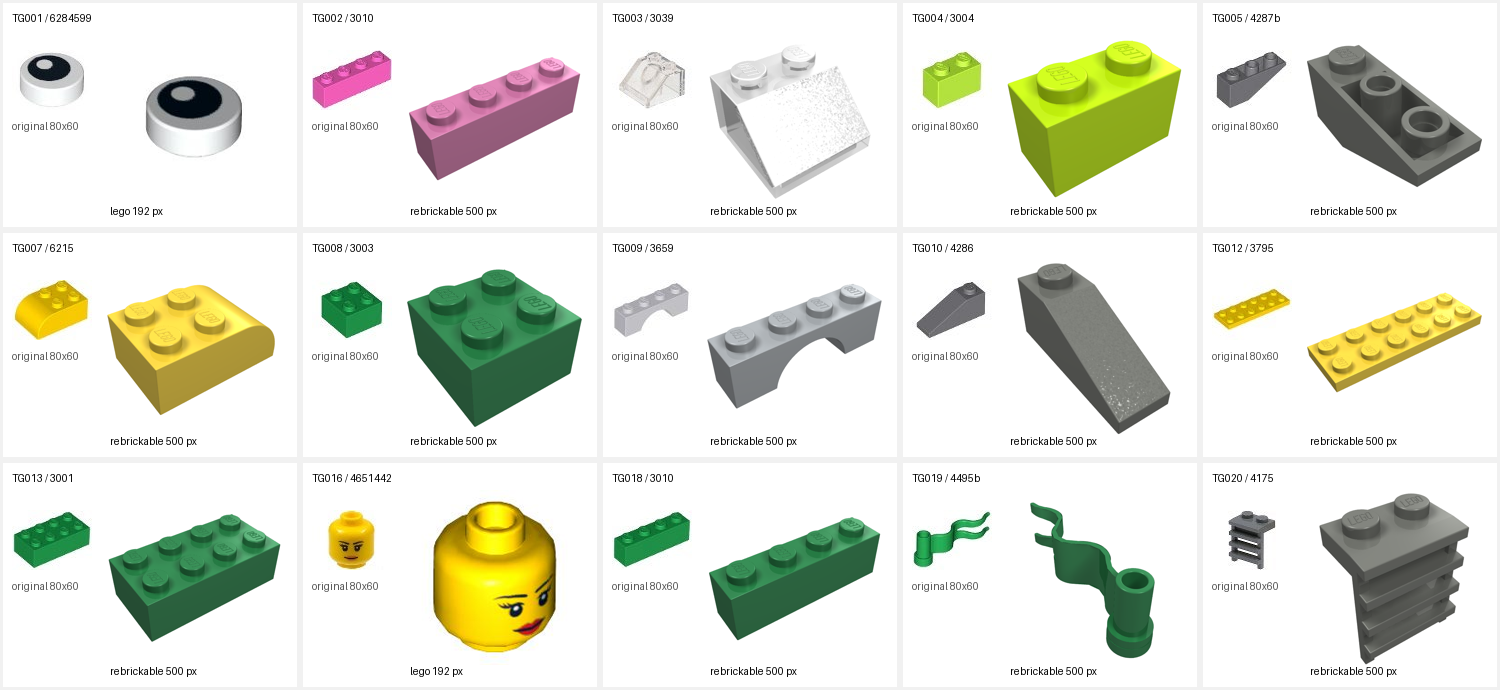 TG001 / 6284599
original 80x60
lego 192 px
TG002 / 3010
original 80x60
rebrickable 500 px
TG003 / 3039
original 80x60
rebrickable 500 px
TG004 / 3004
original 80x60
rebrickable 500 px
TG005 / 4287b
original 80x60
rebrickable 500 px
TG007 / 6215
original 80x60
rebrickable 500 px
TG008 / 3003
original 80x60
rebrickable 500 px
TG009 / 3659
original 80x60
rebrickable 500 px
TG010 / 4286
original 80x60
rebrickable 500 px
TG012 / 3795
original 80x60
rebrickable 500 px
TG013 / 3001
original 80x60
rebrickable 500 px
TG016 / 4651442
original 80x60
lego 192 px
TG018 / 3010
original 80x60
rebrickable 500 px
TG019 / 4495b
original 80x60
rebrickable 500 px
TG020 / 4175
original 80x60
rebrickable 500 px